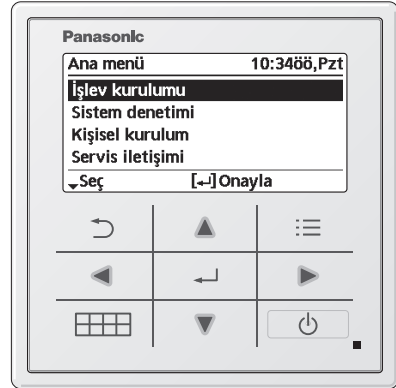 Panasonic
Ana menü 10:34öö,Pzt
İşlev kurulumu
Sistem denetimi
Kişisel kurulum
Servis iletişimi
Seç [↵]Onayla